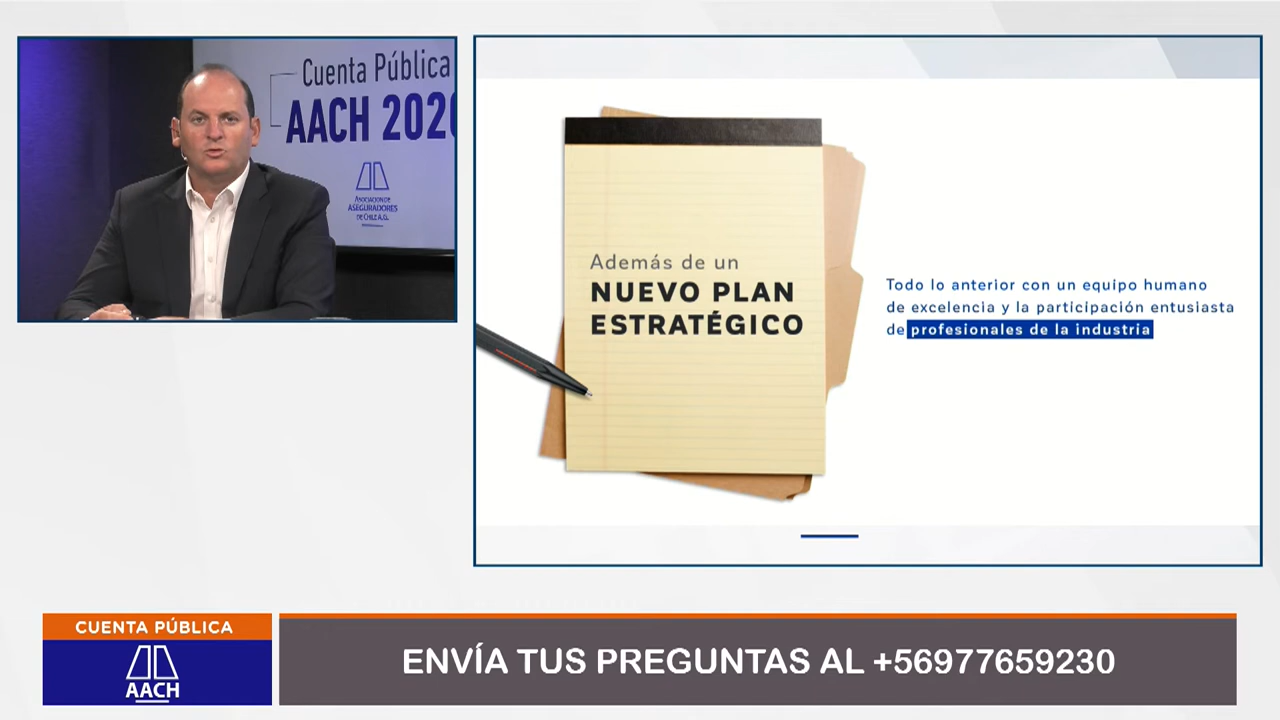 Cuenta Pública
AACH 2020
ASOCIACION DE
ASEGURADORES
DE CHILE A.G.
Además de un
NUEVO PLAN
ESTRATÉGICO
Todo lo anterior con un equipo humano
de excelencia y la participación entusiasta
de profesionales de la industria
CUENTA PÚBLICA
AACH
ENVÍA TUS PREGUNTAS AL +56977659230